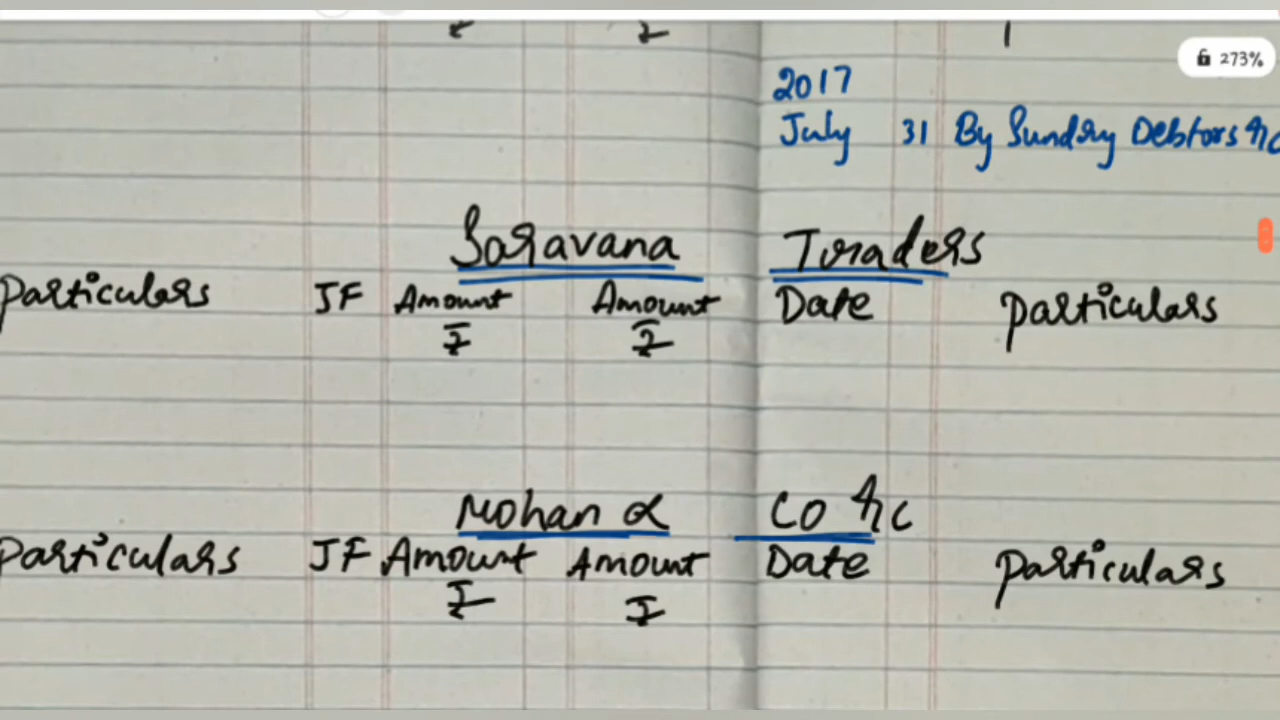 ₹ ₹
273%
2017
July 31 By Sundry Debtors A/c
Saravana Traders
Particulars JF Amount Amount Date Particulars
₹ ₹
Mohan & Co A/c
Particulars JF Amount Amount Date Particulars
₹ ₹